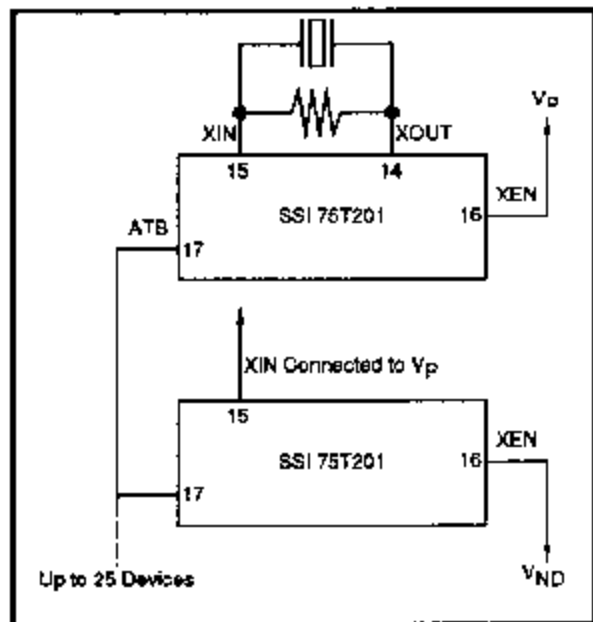 VP
XIN
XOUT
15
14
XEN
SSI 75T201
16
ATB
17
XIN Connected to VP
15
XEN
SSI 75T201
16
17
Up to 25 Devices
VND